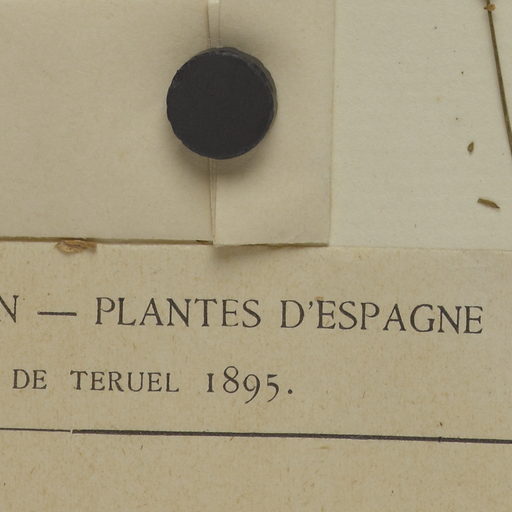 N — PLANTES D'ESPAGNE
DE TERUEL 1895.